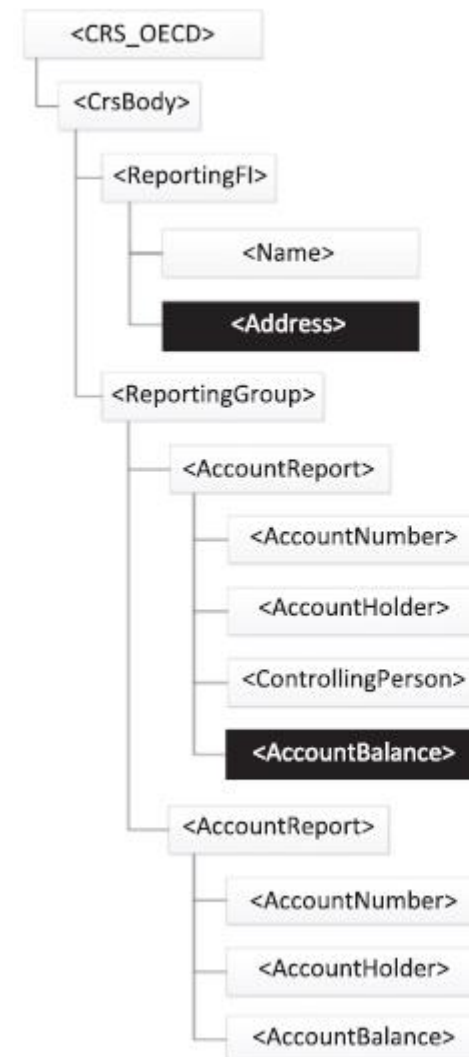 <CRS_OECD>
<CrsBody>
<ReportingFI>
<Name>
<Address>
<ReportingGroup>
<AccountReport>
<AccountNumber>
<AccountHolder>
<ControllingPerson>
<AccountBalance>
<AccountReport>
<AccountNumber>
<AccountHolder>
<AccountBalance>